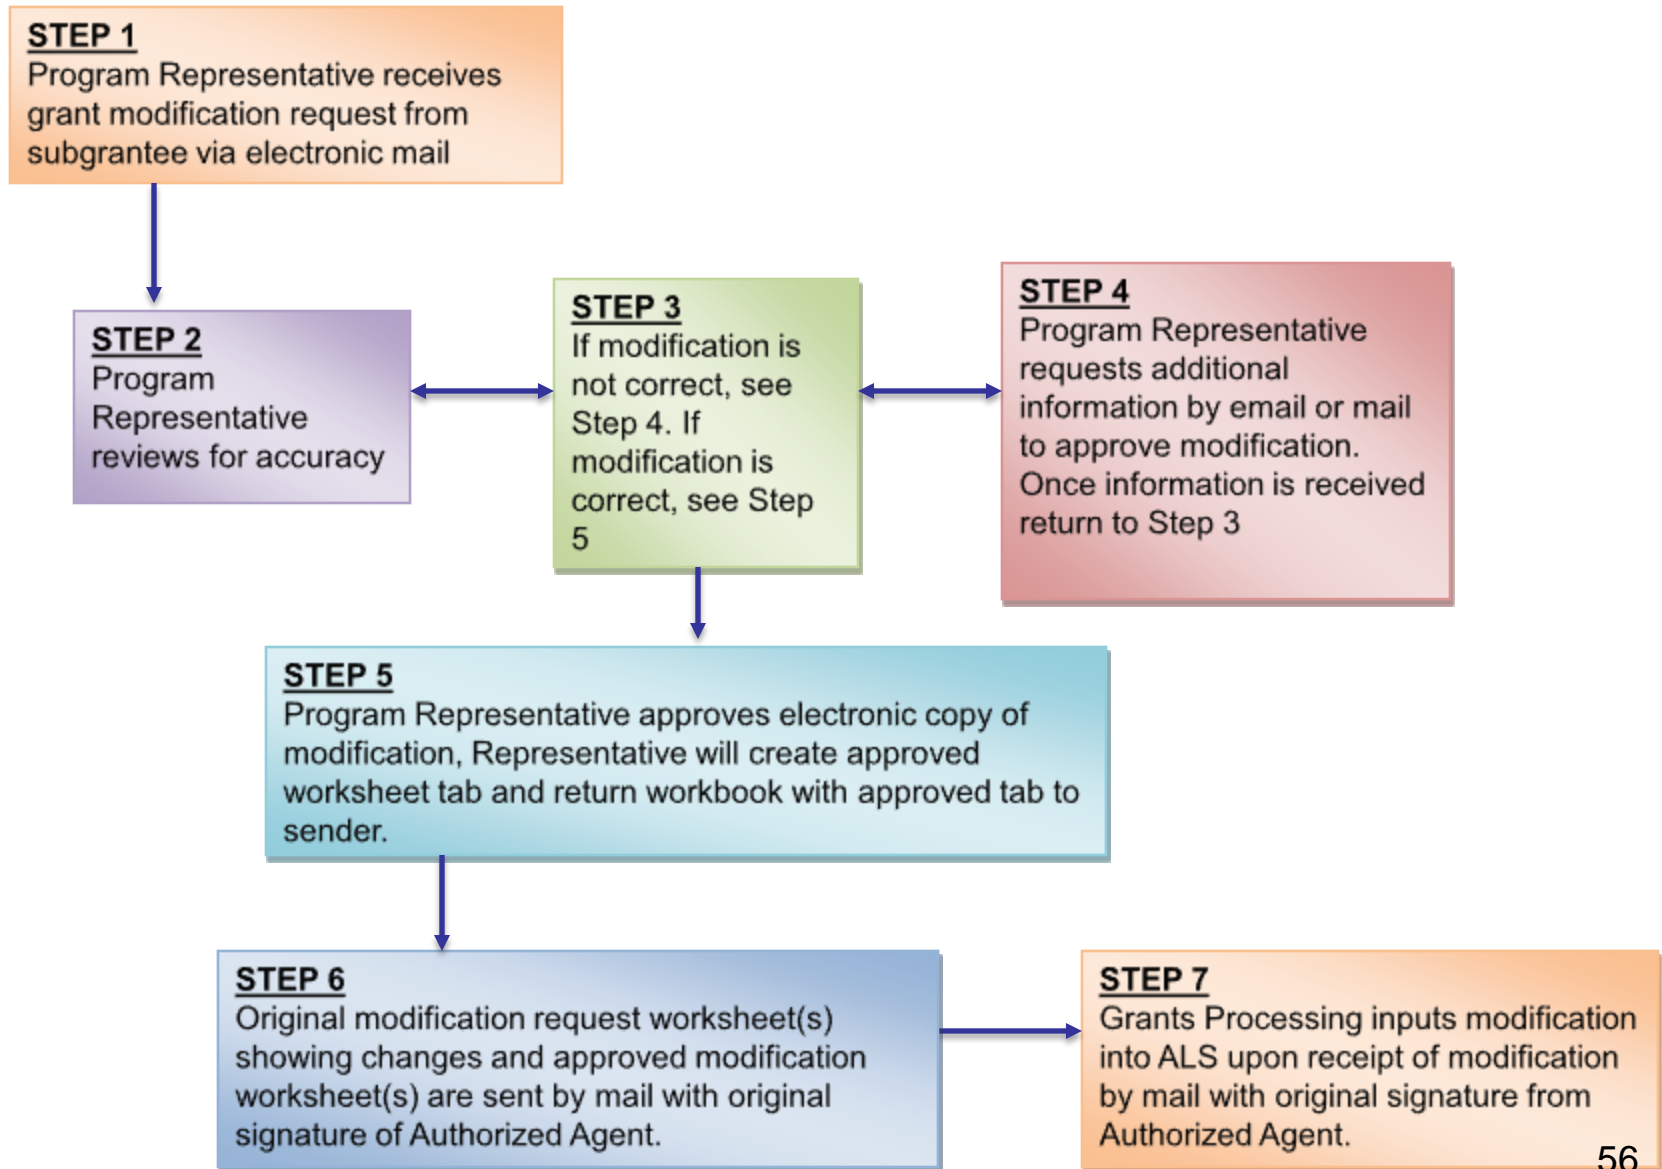 STEP 1
Program Representative receives
grant modification request from
subgrantee via electronic mail
STEP 2
Program
Representative
reviews for accuracy
STEP 3
If modification is
not correct, see
Step 4. If
modification is
correct, see Step
5
STEP 4
Program Representative
requests additional
information by email or mail
to approve modification.
Once information is received
return to Step 3
STEP 5
Program Representative approves electronic copy of
modification, Representative will create approved
worksheet tab and return workbook with approved tab to
sender.
STEP 6
Original modification request worksheet(s)
showing changes and approved modification
worksheet(s) are sent by mail with original
signature of Authorized Agent.
STEP 7
Grants Processing inputs modification
into ALS upon receipt of modification
by mail with original signature from
Authorized Agent.
56